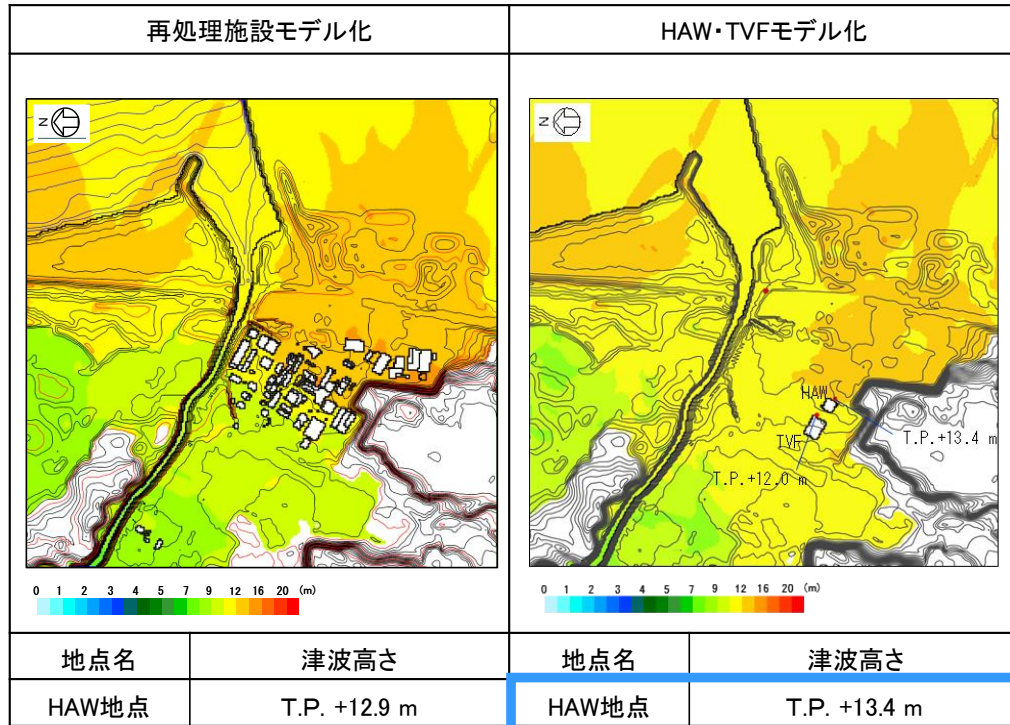 再処理施設モデル化
HAW・TVFモデル化
N
N
HAW
TVF
T.P.+13.4 m
T.P.+12.0 m
0 1 2 3 4 5 7 9 12 16 20 (m)
0 1 2 3 4 5 7 9 12 16 20 (m)
地点名 津波高さ
地点名 津波高さ
HAW地点 T.P. +12.9 m
HAW地点 T.P. +13.4 m